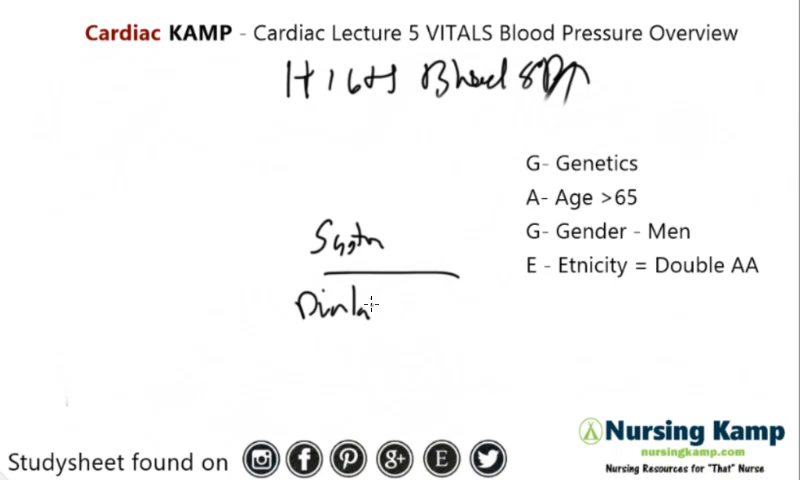 Cardiac KAMP - Cardiac Lecture 5 VITALS Blood Pressure Overview
HIGH Blood
G- Genetics
A- Age >65
G- Gender - Men
E - Etnicity = Double AA
Nursing Kamp
nursingkamp.com
Nursing Resources for "That" Nurse
Studysheet found on